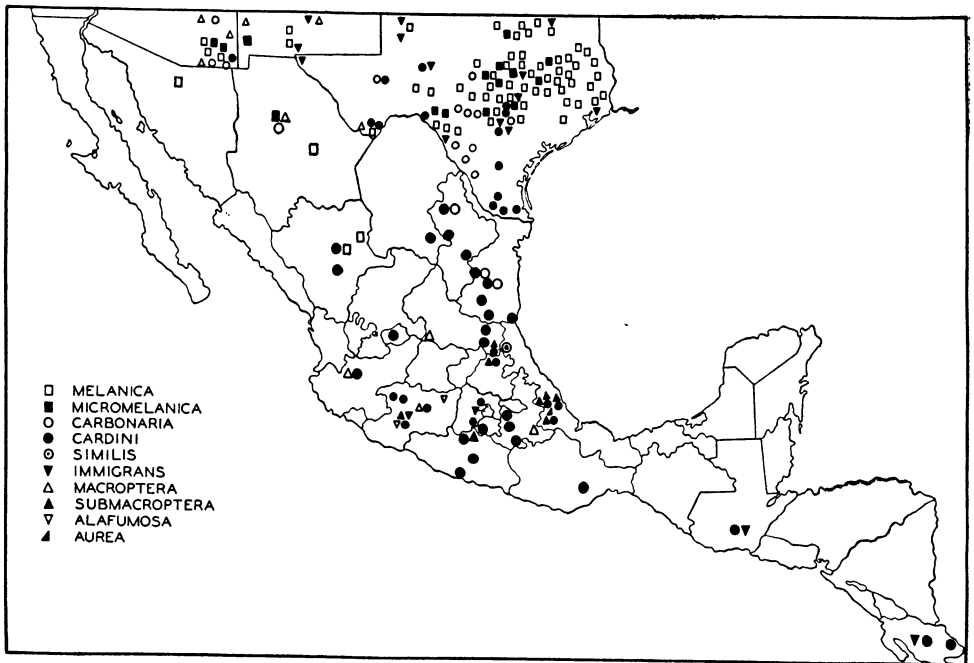 MELANICA
MICROMELANICA
CARBONARIA
CARDINI
SIMILIS
IMMIGRANS
MACROPTERA
SUBMACROPTERA
ALAFUMOSA
AUREA